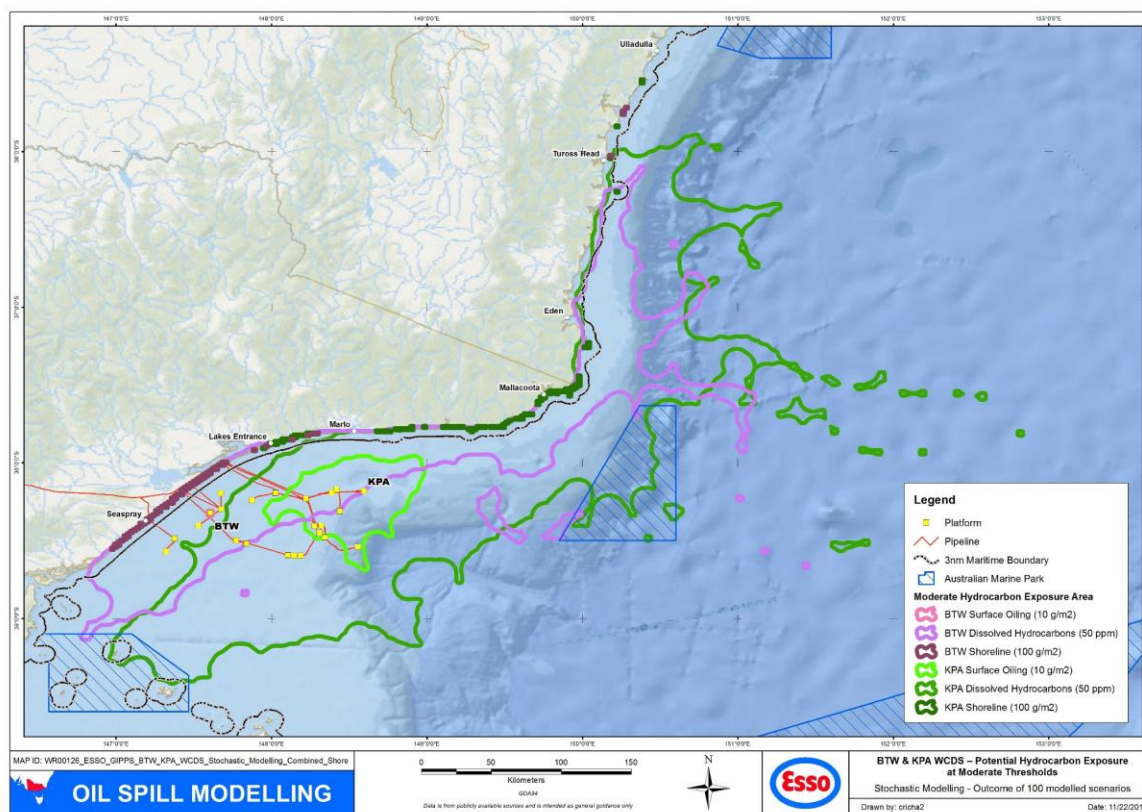 147°0'0"E
148°0'0"E
149°0'0"E
150°0'0"E
151°0'0"E
152°0'0"E
153°0'0"E
Ulladulla
Tuross Head
Eden
Mallacoota
Marlo
Lakes Entrance
KPA
Seaspray
BTW
Legend
Platform
Pipeline
3nm Maritime Boundary
Australian Marine Park
Moderate Hydrocarbon Exposure Area
BTW Surface Oiling (10 g/m2)
BTW Dissolved Hydrocarbons (50 ppm)
BTW Shoreline (100 g/m2)
KPA Surface Oiling (10 g/m2)
KPA Dissolved Hydrocarbons (50 ppm)
KPA Shoreline (100 g/m2)
147°0'0"E
148°0'0"E
149°0'0"E
150°0'0"E
151°0'0"E
152°0'0"E
153°0'0"E
MAP ID: WR00126_ESSO_GIPPS_BTW_KPA_WCDS_Stochastic_Modelling_Combined_Shore
OIL SPILL MODELLING
0 50 100 150
Kilometers
GDA94
Data is from publically available sources and is intended as general guidence only
N
Esso
BTW & KPA WCDS – Potential Hydrocarbon Exposure
at Moderate Thresholds
Stochastic Modelling - Outcome of 100 modelled scenarios
Drawn by: cricha2
Date: 11/22/201